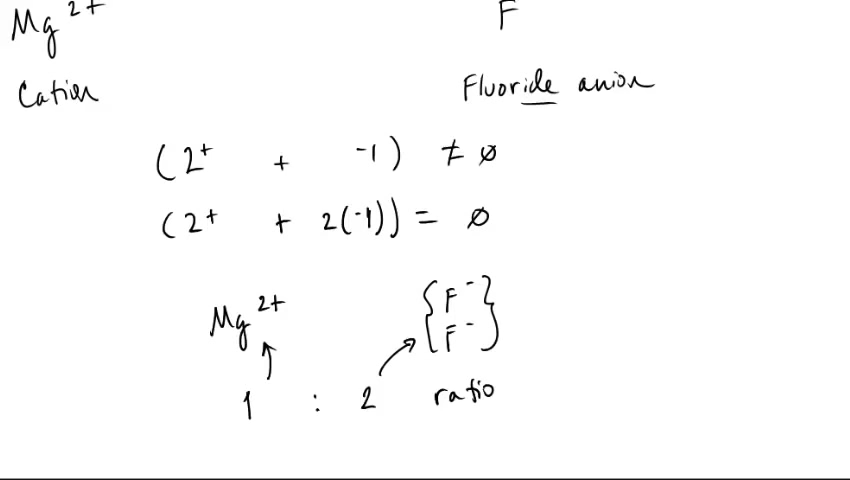 Mg 2+ F
Cation Fluoride anion
(2+ + -1) ≠ ∅
(2+ + 2(-1)) = ∅
Mg 2+ {F-
F-}
1 : 2 ratio